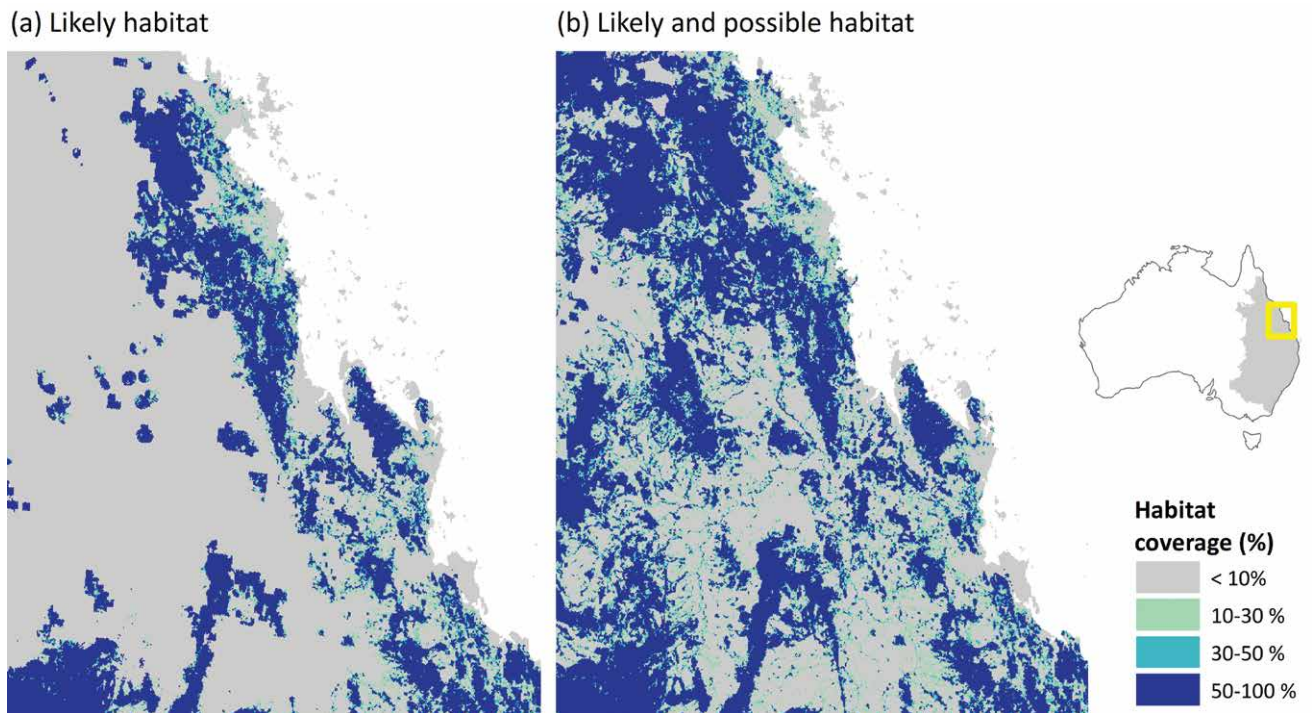 (a) Likely habitat
(b) Likely and possible habitat
Habitat
coverage (%)
< 10%
10-30 %
30-50 %
50-100 %